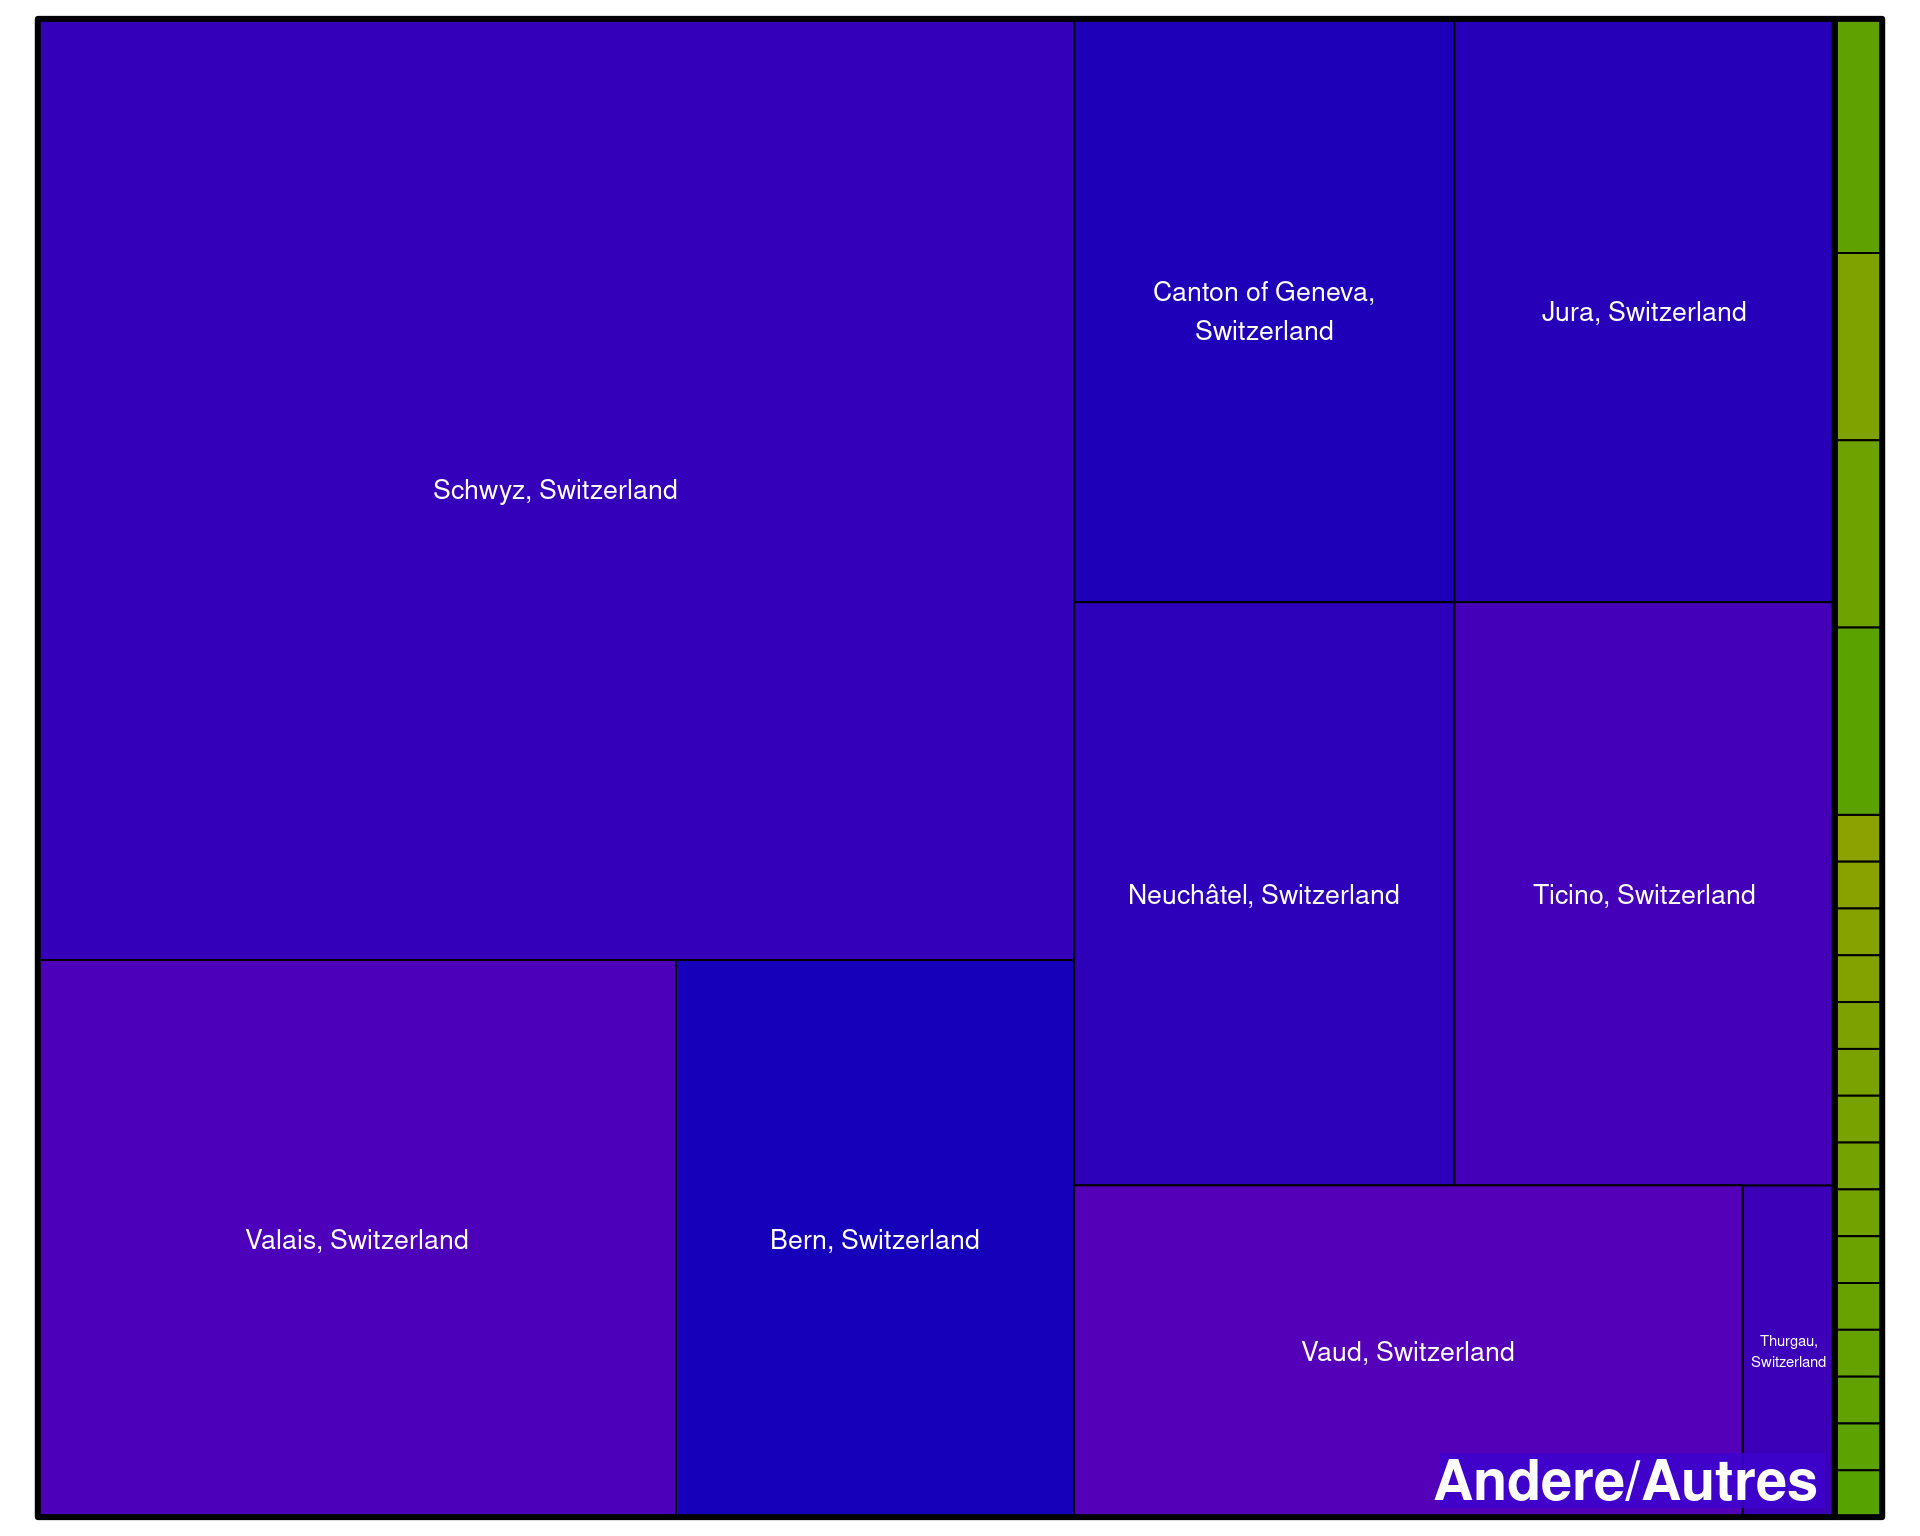 Canton of Geneva,
Switzerland
Jura, Switzerland
Schwyz, Switzerland
Neuchâtel, Switzerland
Ticino, Switzerland
Valais, Switzerland
Bern, Switzerland
Vaud, Switzerland
Thurgau,
Switzerland
Andere/Autres